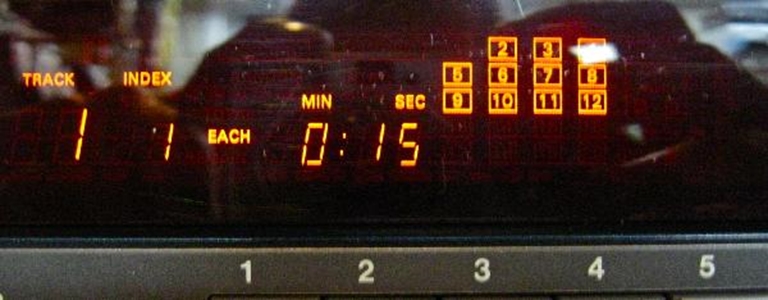 2 3
TRACK INDEX 5 6 7 8
MIN SEC 9 10 11 12
1 1 EACH 0:15
1 2 3 4 5